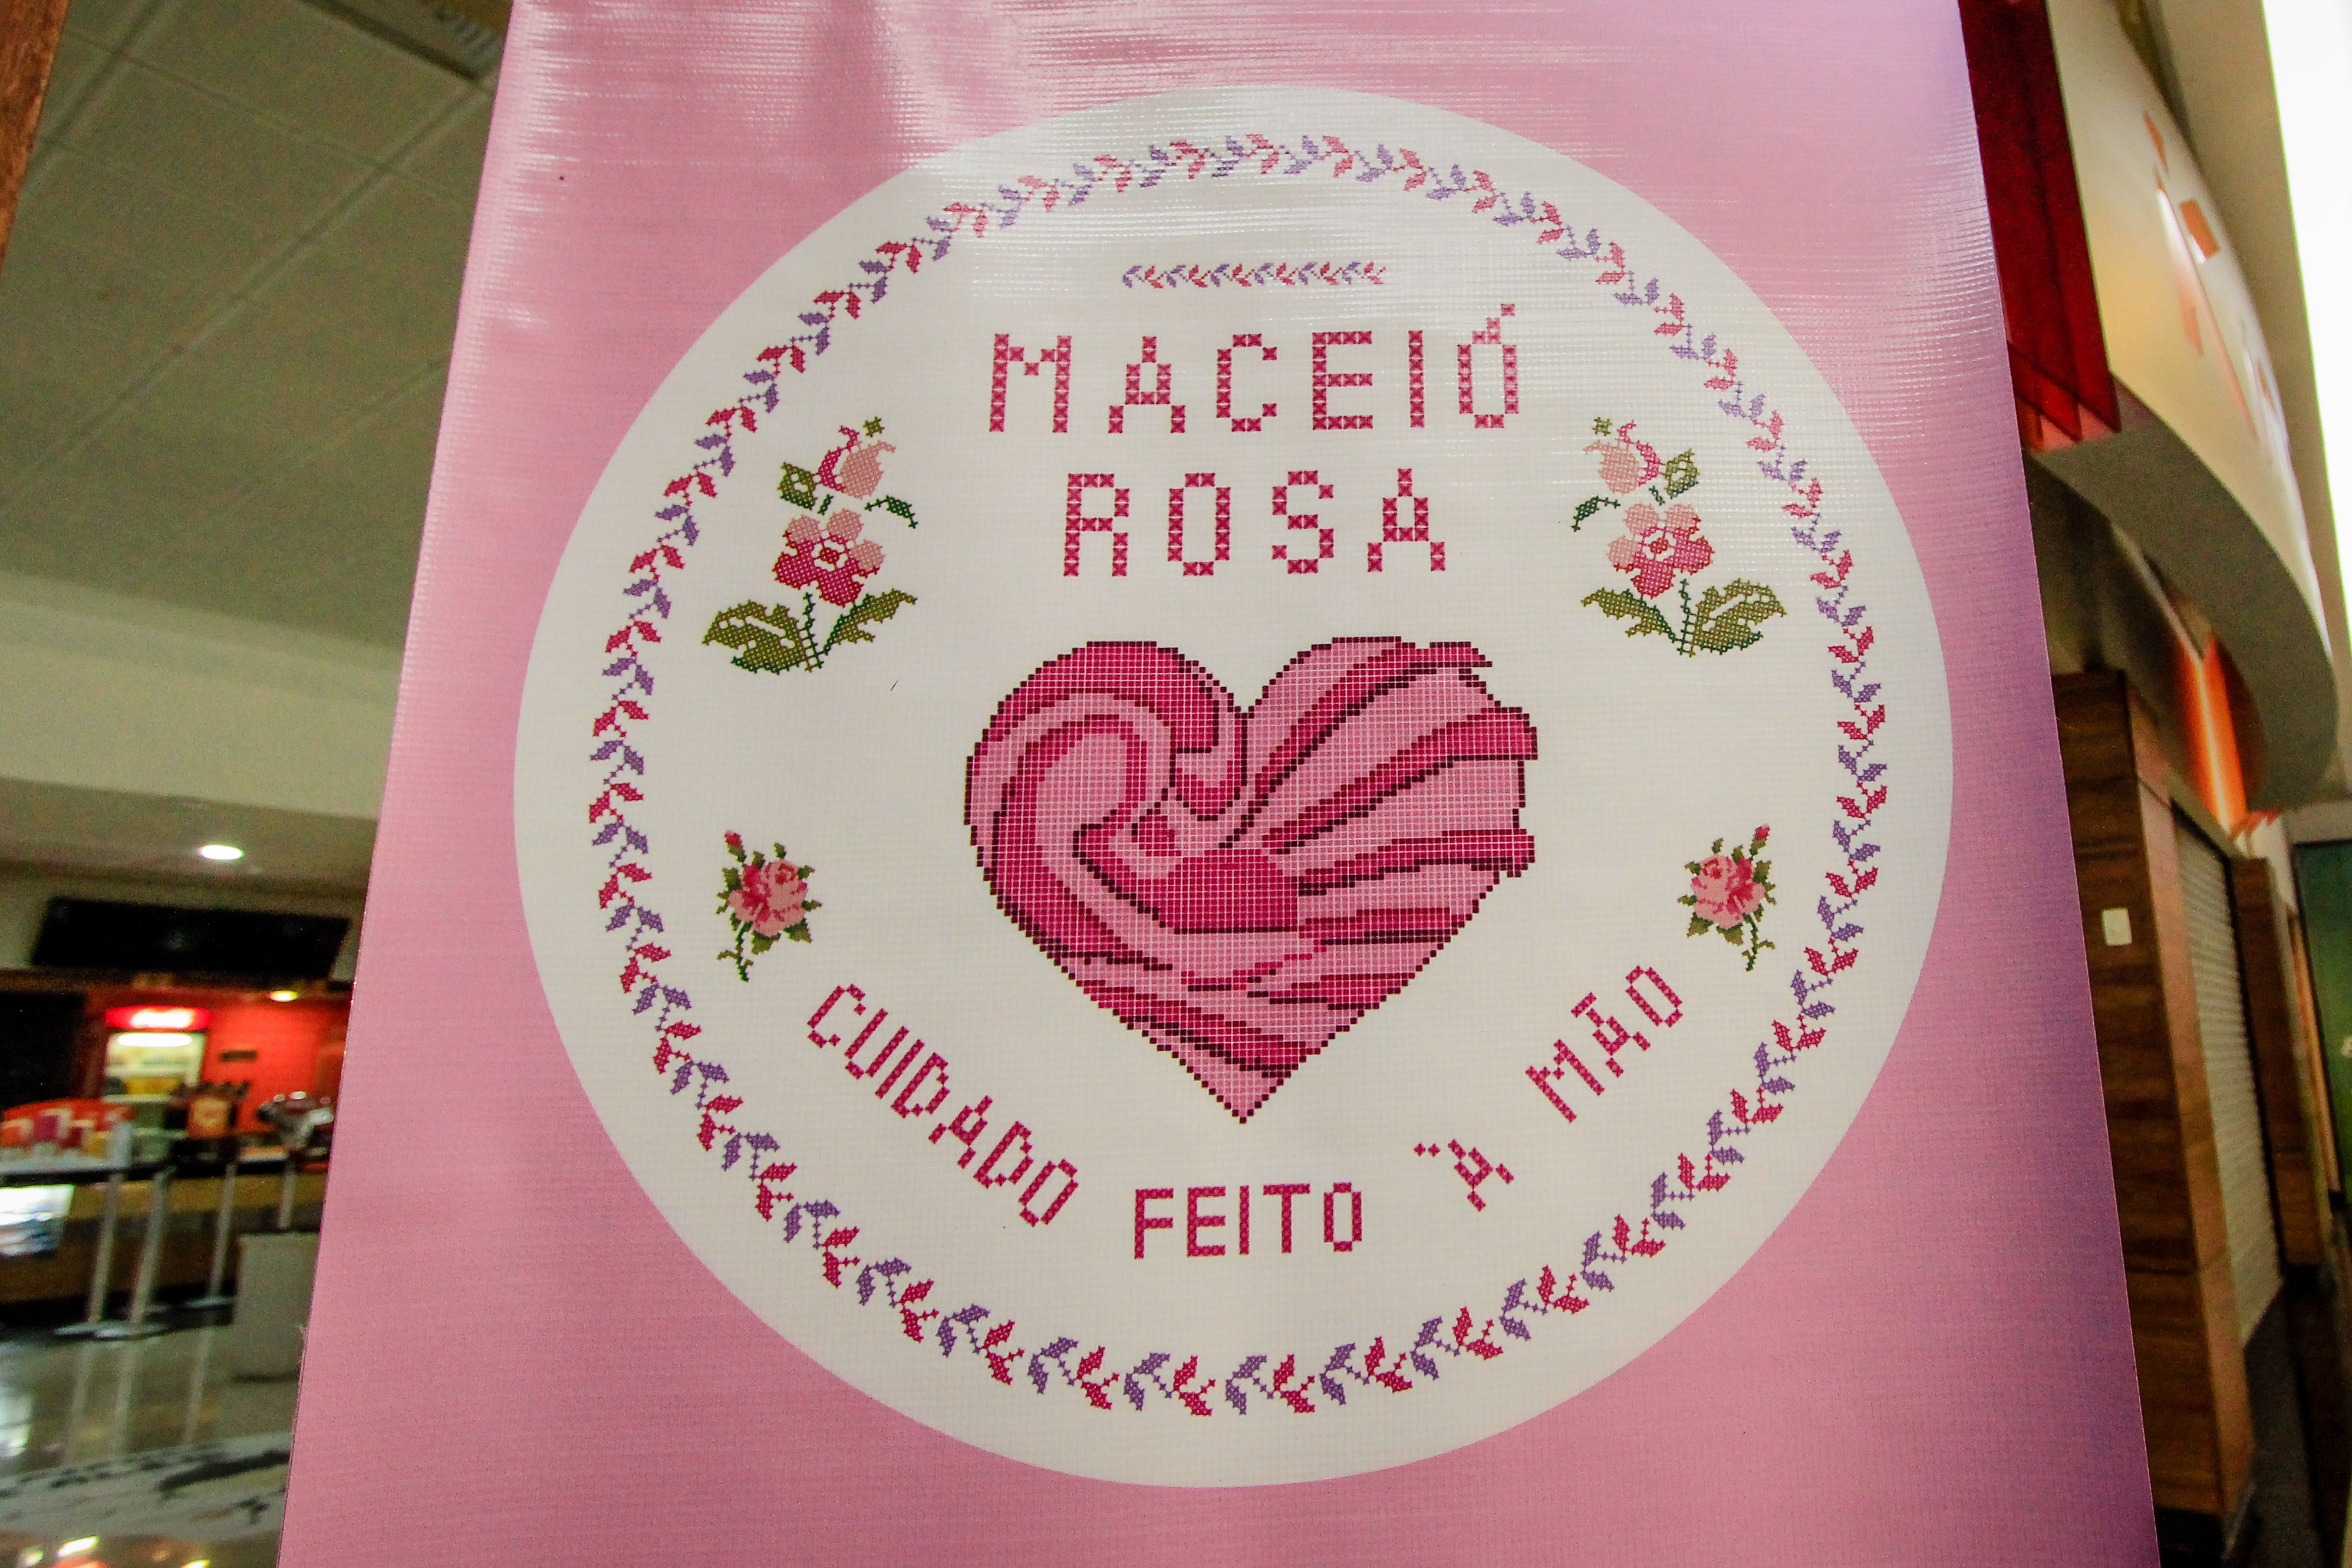 MACEIÓ
ROSA
CUIDADO FEITO À MÃO